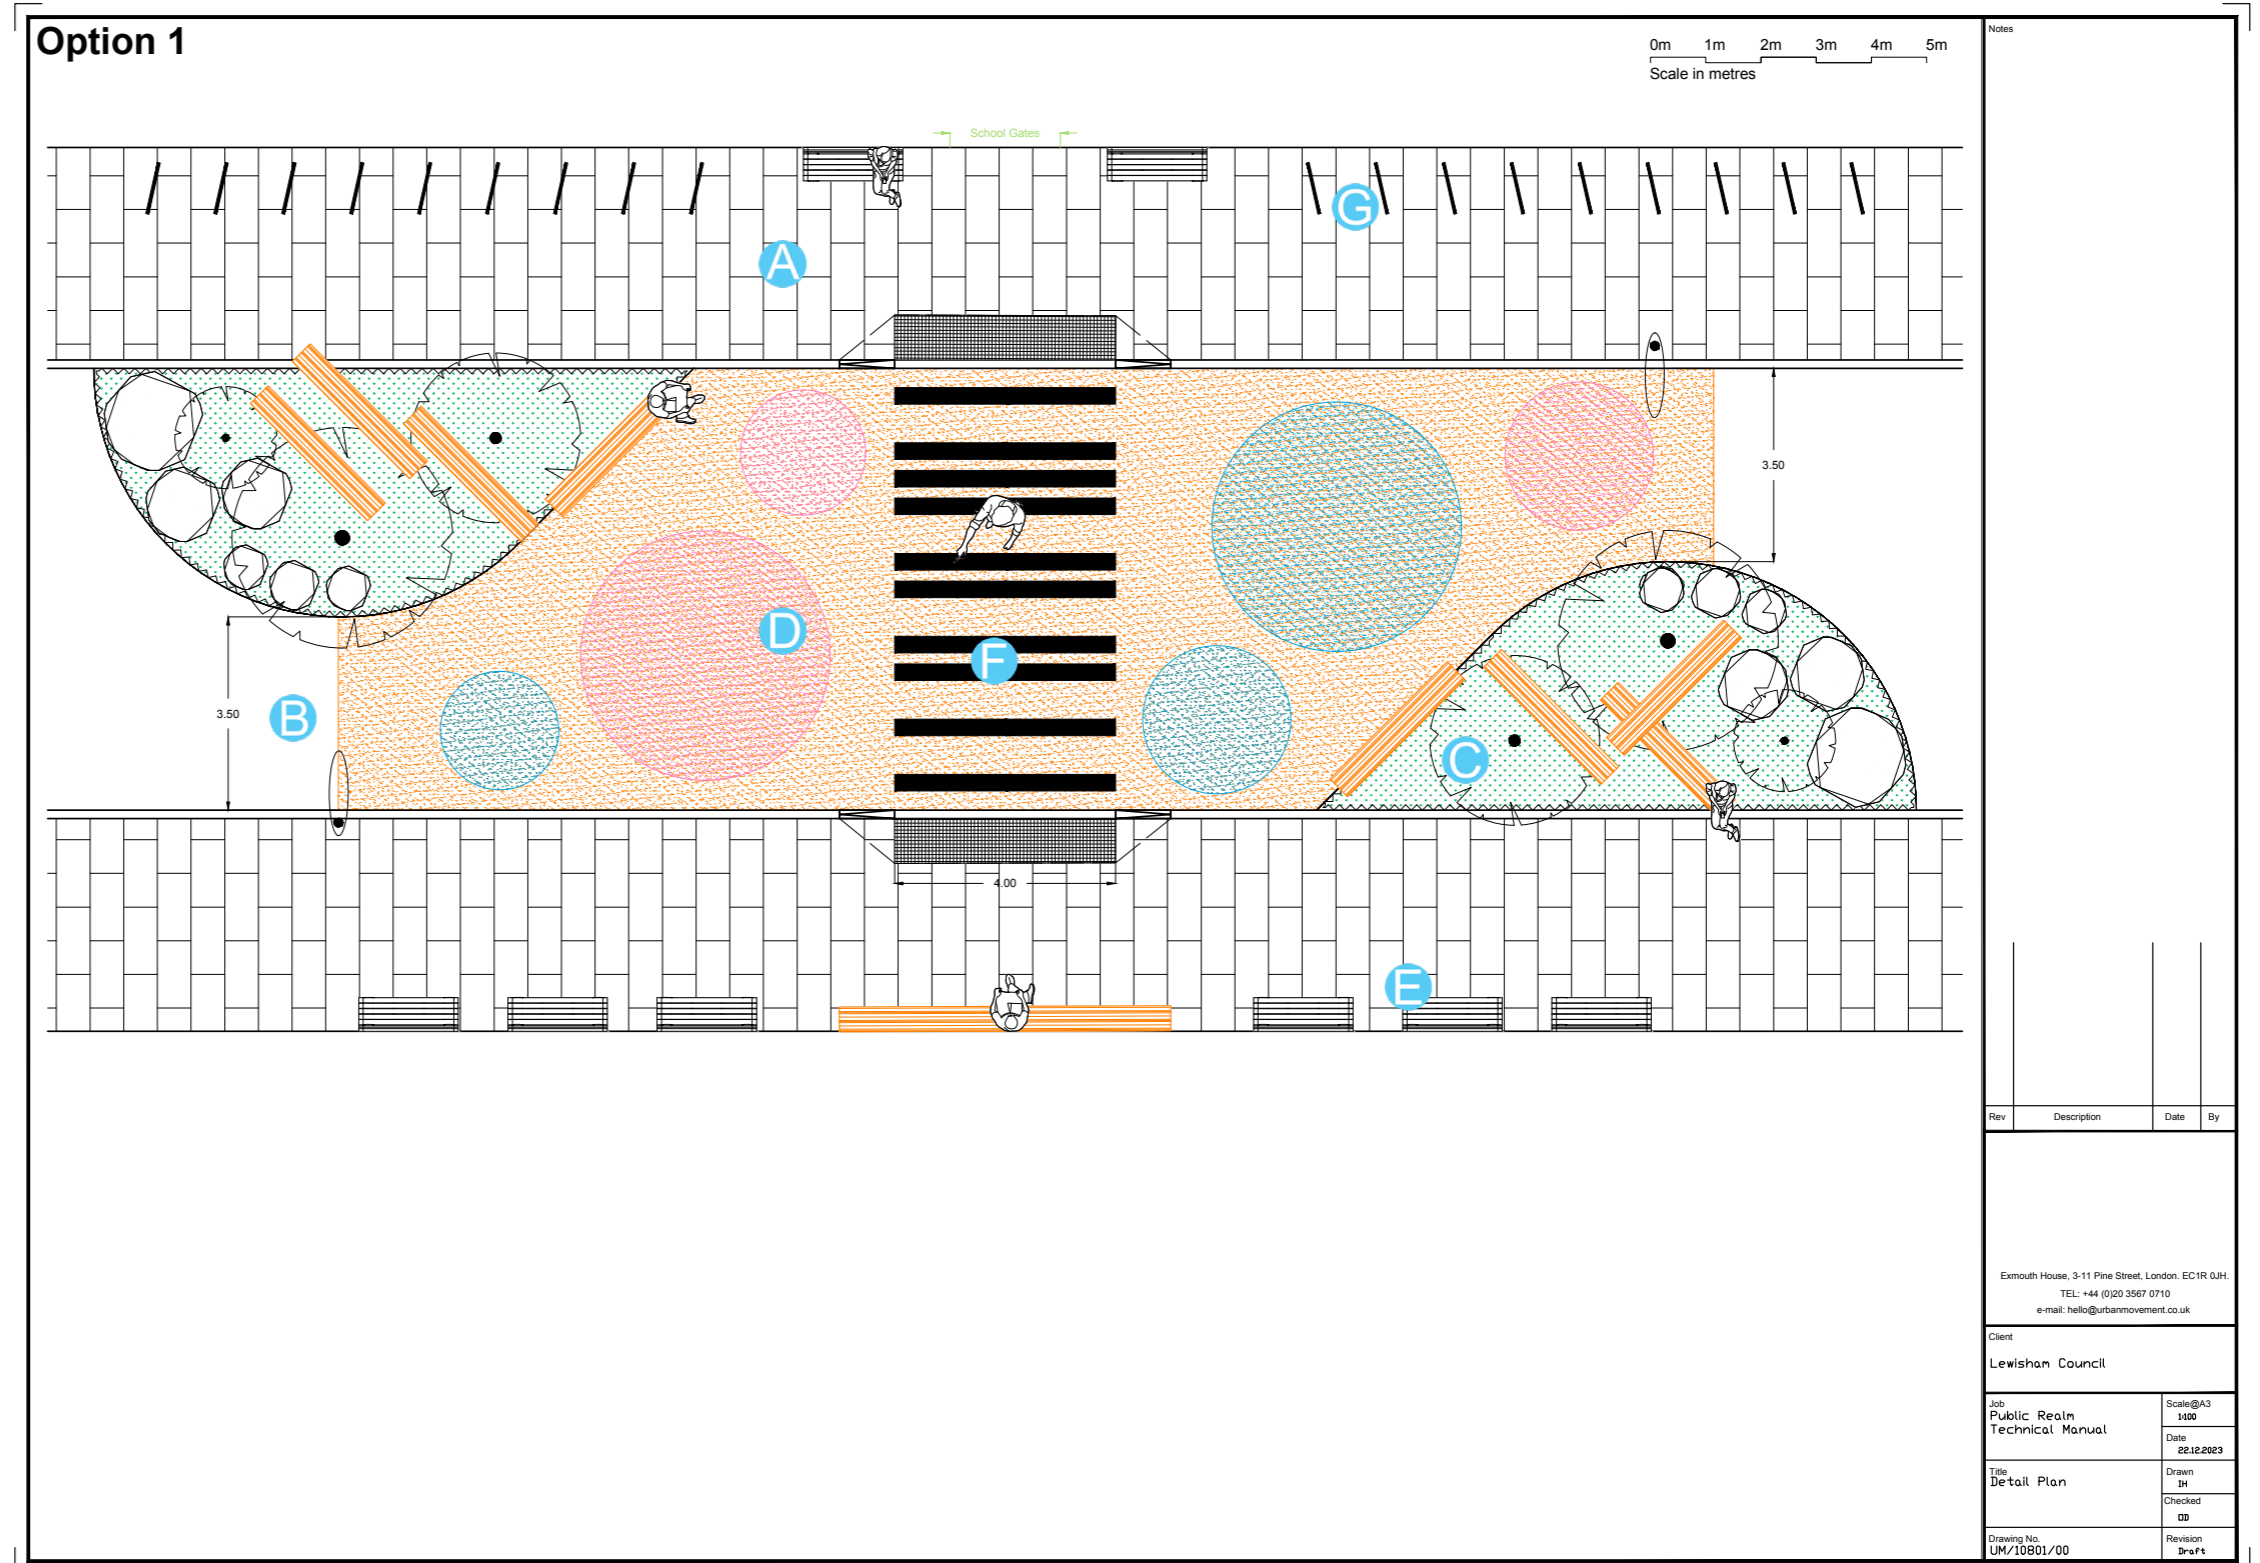 Option 1
0m 1m 2m 3m 4m 5m
Scale in metres
Notes
School Gates
G
A
3.50
D
F
B
3.50
C
4.00
E
Rev Description Date By
Exmouth House, 3-11 Pine Street, London. EC1R 0JH.
TEL: +44 (0)20 3567 0710
e-mail: hello@urbanmovement.co.uk
Client
Lewisham Council
Job
Public Realm
Technical Manual
Scale@A3
1:100
Date
22.12.2023
Title
Detail Plan
Drawn
IH
Checked
OD
Drawing No.
UM/10801/00
Revision
Draft